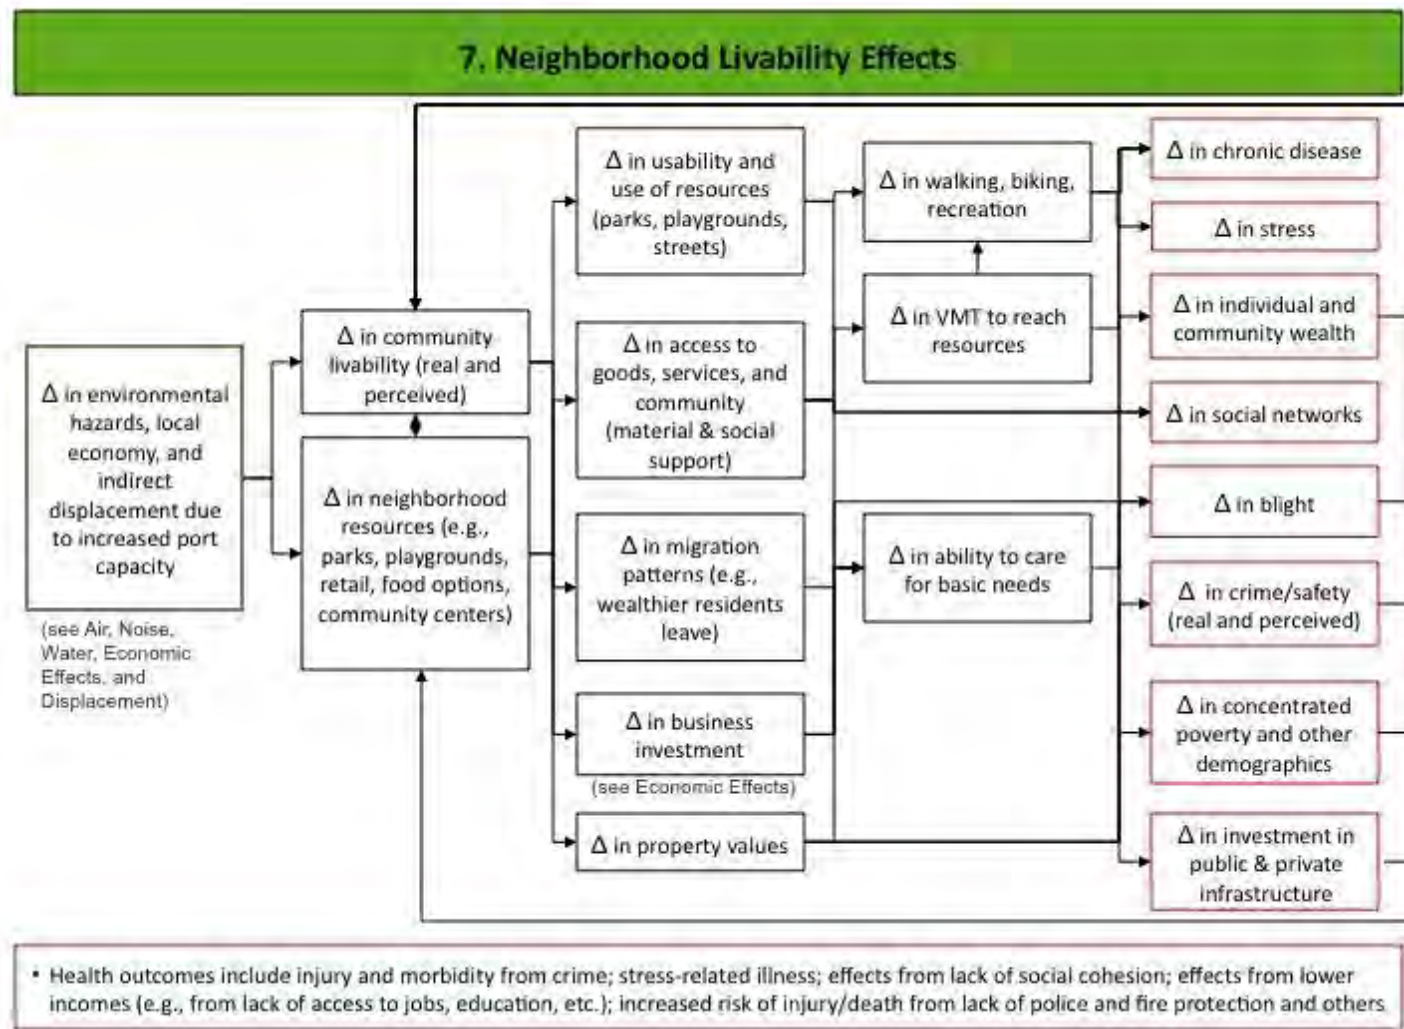 7. Neighborhood Livability Effects
Δ in environmental
hazards, local
economy, and
indirect
displacement due
to increased port
capacity
(see Air, Noise,
Water, Economic
Effects, and
Displacement)
Δ in community
livability (real and
perceived)
Δ in neighborhood
resources (e.g.,
parks, playgrounds,
retail, food options,
community centers)
Δ in usability and
use of resources
(parks, playgrounds,
streets)
Δ in access to
goods, services, and
community
(material & social
support)
Δ in migration
patterns (e.g.,
wealthier residents
leave)
Δ in business
investment
(see Economic Effects)
Δ in property values
Δ in walking, biking,
recreation
Δ in VMT to reach
resources
Δ in ability to care
for basic needs
Δ in chronic disease
Δ in stress
Δ in individual and
community wealth
Δ in social networks
Δ in blight
Δ in crime/safety
(real and perceived)
Δ in concentrated
poverty and other
demographics
Δ in investment in
public & private
infrastructure
• Health outcomes include injury and morbidity from crime; stress-related illness; effects from lack of social cohesion; effects from lower
incomes (e.g., from lack of access to jobs, education, etc.); increased risk of injury/death from lack of police and fire protection and others